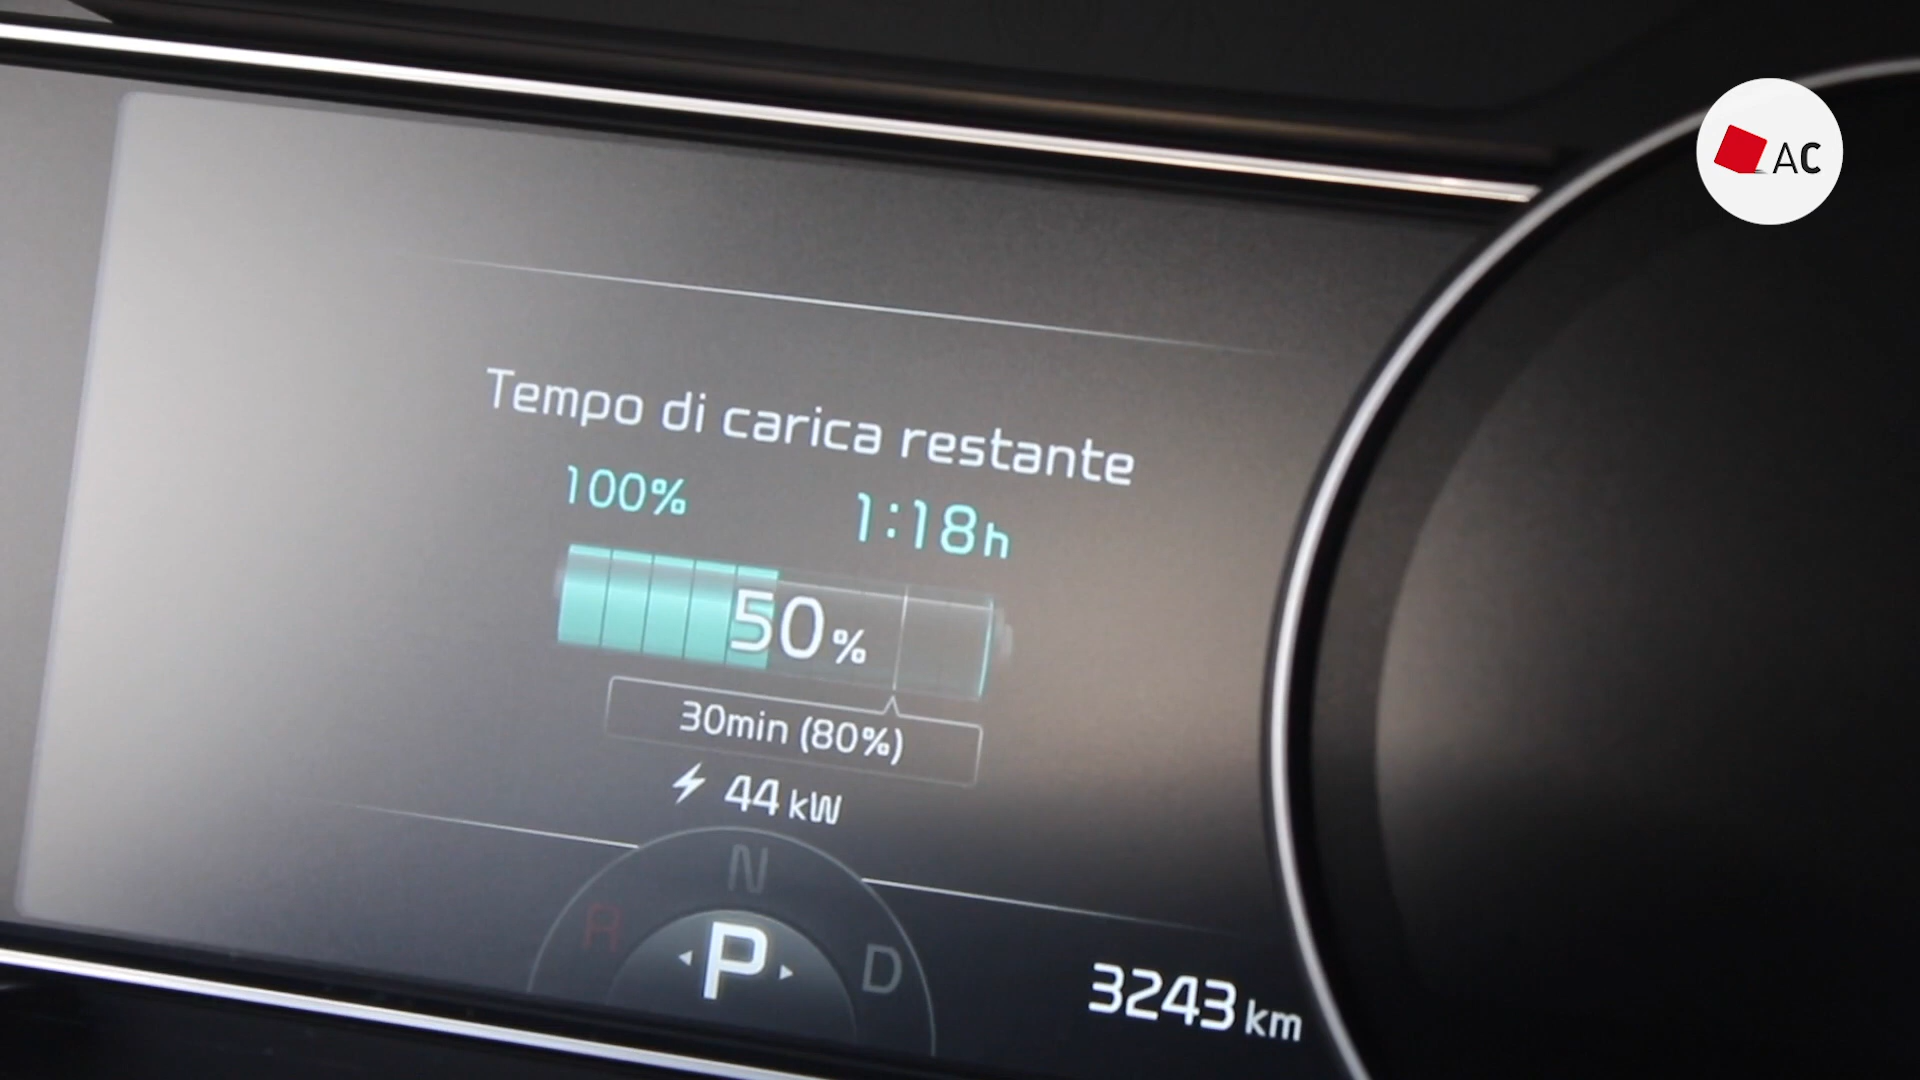 AC
Tempo di carica restante
100% 1:18h
50%
30min (80%)
44 kW
N
R P D
3243 km